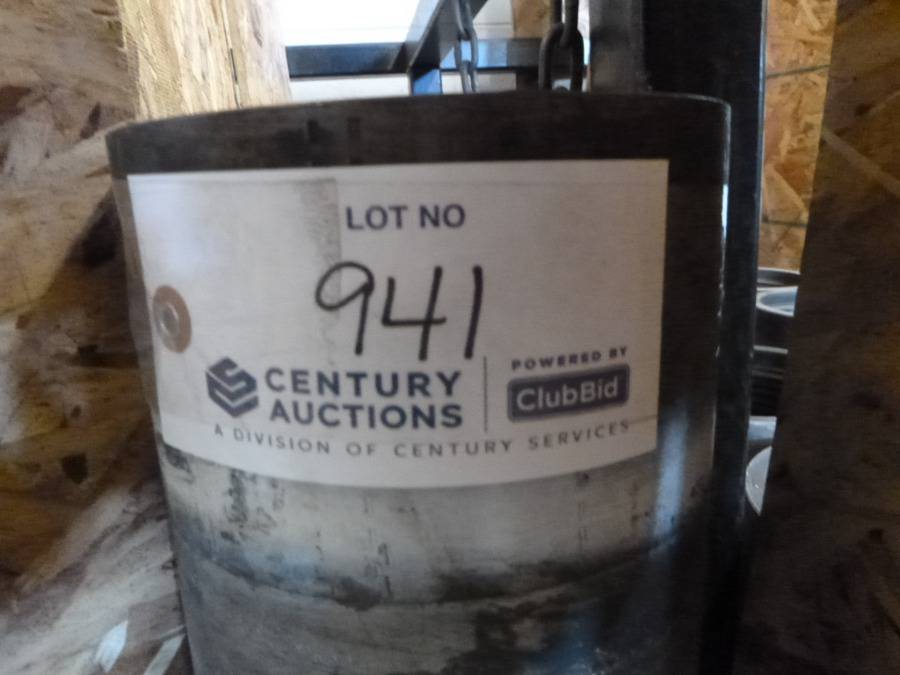 LOT NO
941
CENTURY
AUCTIONS
POWERED BY
ClubBid
A DIVISION OF CENTURY SERVICES